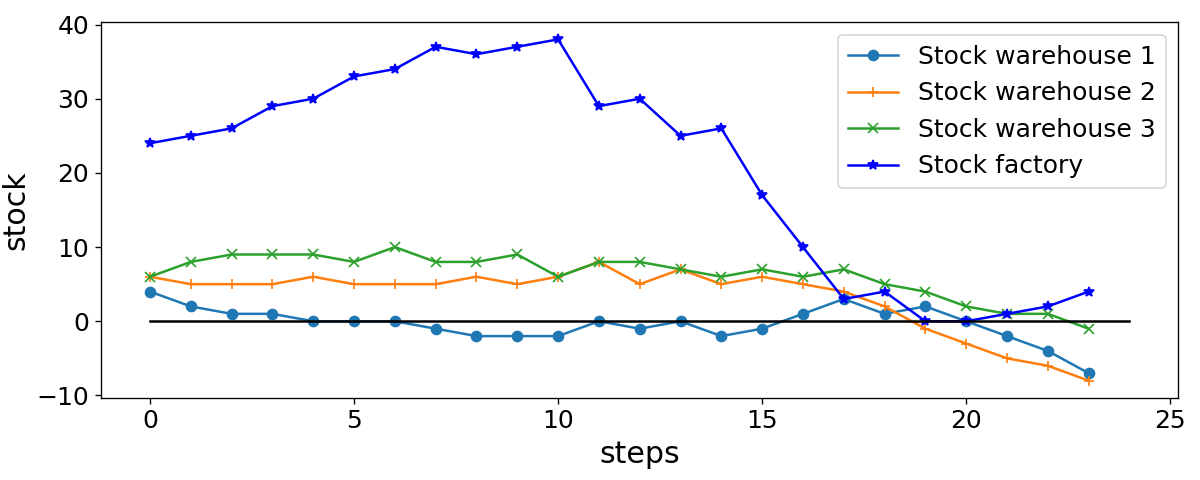 40
30
20
10
0
−10
stock
Stock warehouse 1
Stock warehouse 2
Stock warehouse 3
Stock factory
0 5 10 15 20 25
steps